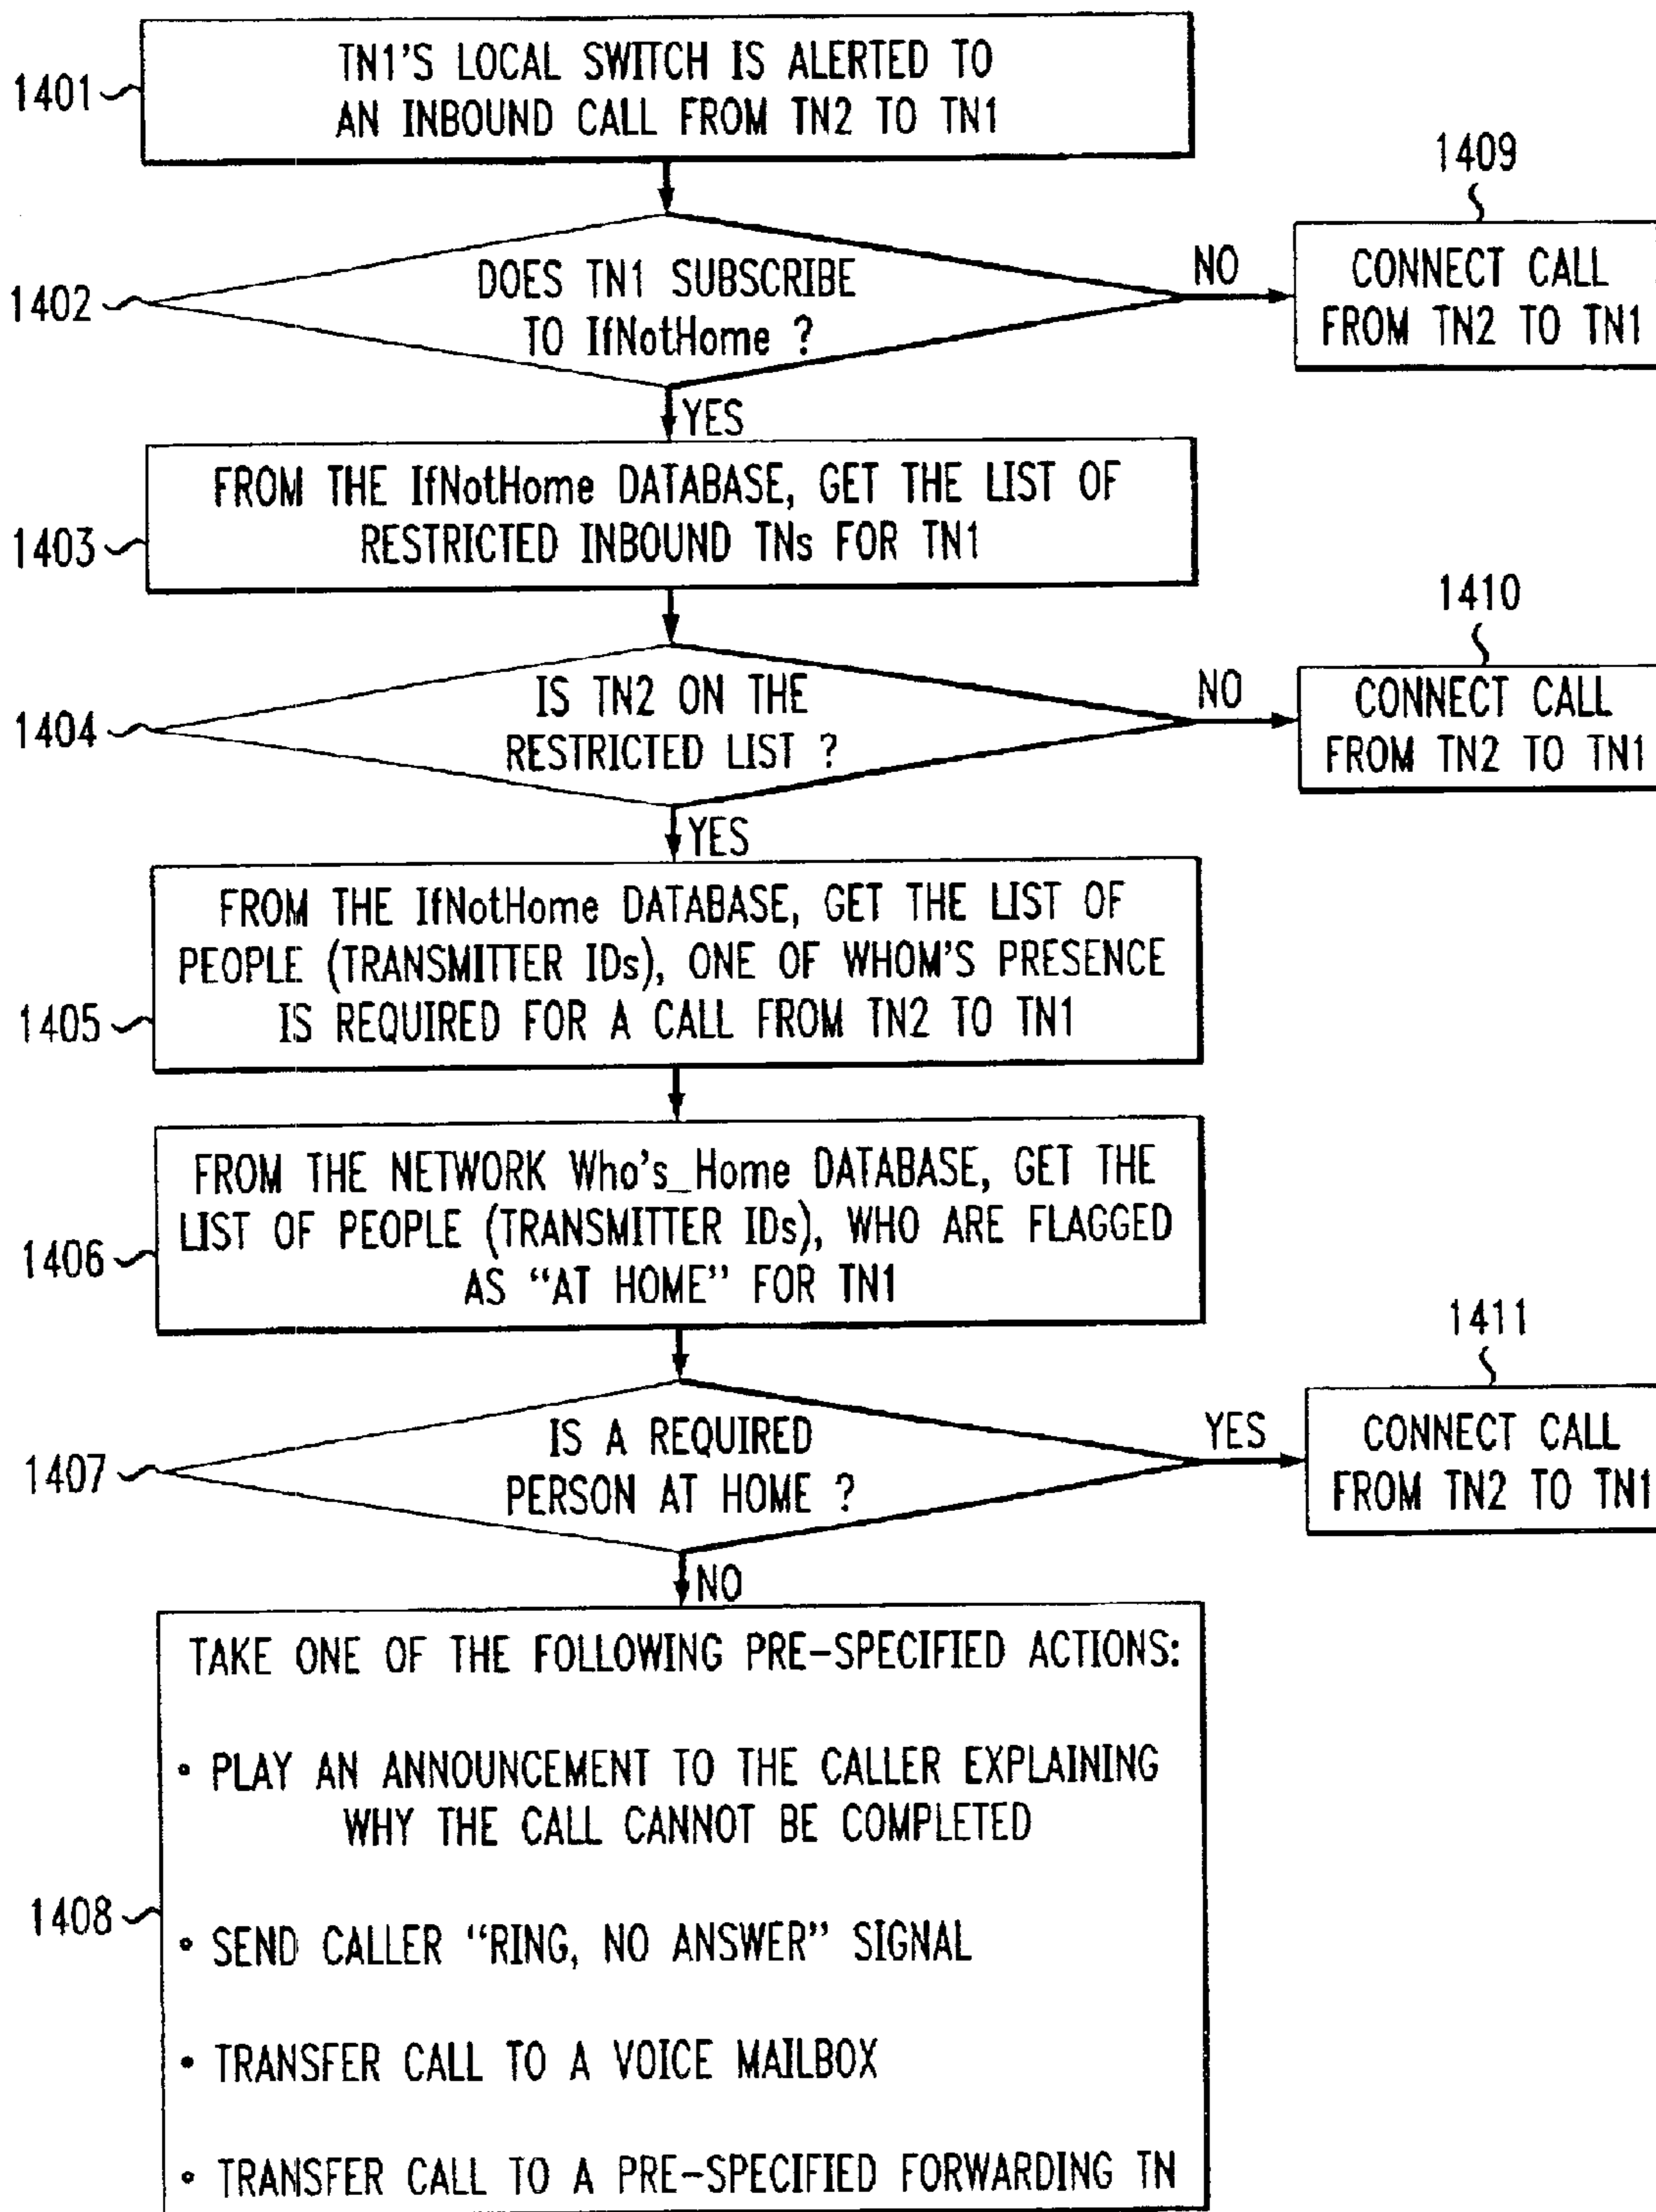 1401
TN1'S LOCAL SWITCH IS ALERTED TO
AN INBOUND CALL FROM TN2 TO TN1
1402
DOES TN1 SUBSCRIBE
TO IfNotHome ?
NO
1409
CONNECT CALL
FROM TN2 TO TN1
YES
1403
FROM THE IfNotHome DATABASE, GET THE LIST OF
RESTRICTED INBOUND TNs FOR TN1
1404
IS TN2 ON THE
RESTRICTED LIST ?
NO
1410
CONNECT CALL
FROM TN2 TO TN1
YES
1405
FROM THE IfNotHome DATABASE, GET THE LIST OF
PEOPLE (TRANSMITTER IDs), ONE OF WHOM'S PRESENCE
IS REQUIRED FOR A CALL FROM TN2 TO TN1
1406
FROM THE NETWORK Who's_Home DATABASE, GET THE
LIST OF PEOPLE (TRANSMITTER IDs), WHO ARE FLAGGED
AS “AT HOME” FOR TN1
1407
IS A REQUIRED
PERSON AT HOME ?
YES
1411
CONNECT CALL
FROM TN2 TO TN1
NO
1408
TAKE ONE OF THE FOLLOWING PRE-SPECIFIED ACTIONS:
• PLAY AN ANNOUNCEMENT TO THE CALLER EXPLAINING
WHY THE CALL CANNOT BE COMPLETED
• SEND CALLER “RING, NO ANSWER” SIGNAL
• TRANSFER CALL TO A VOICE MAILBOX
• TRANSFER CALL TO A PRE-SPECIFIED FORWARDING TN